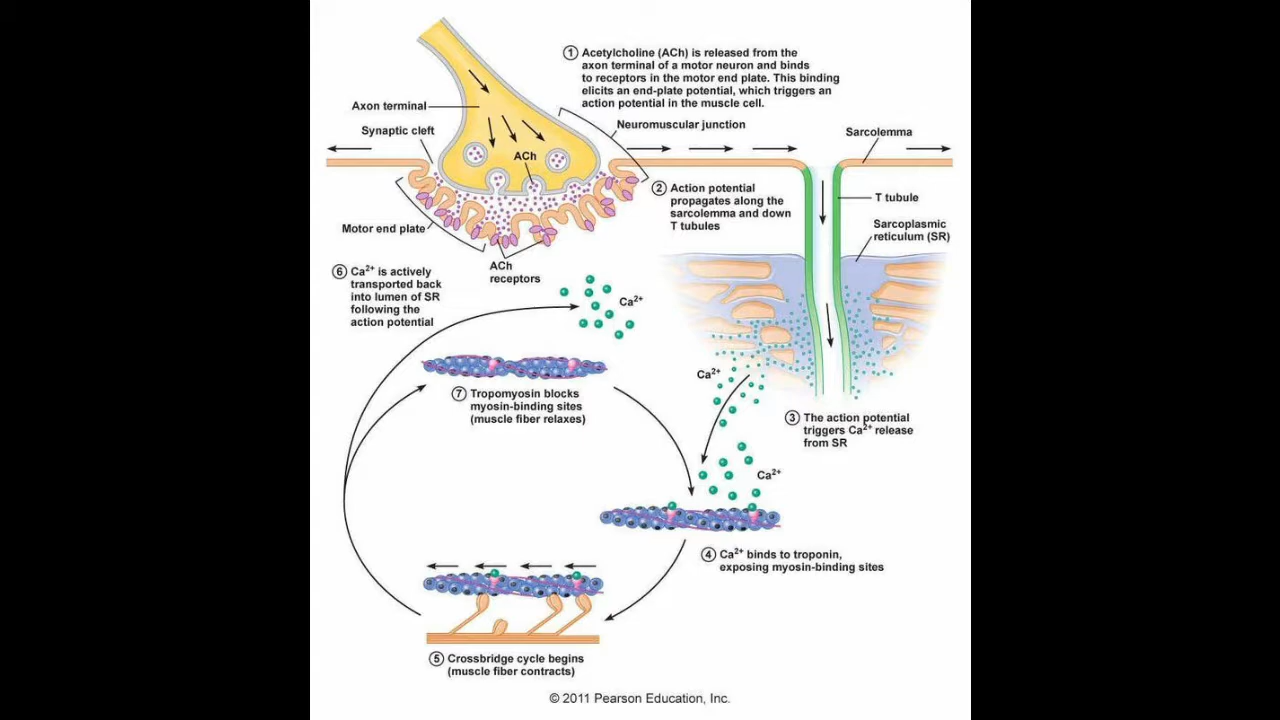 ① Acetylcholine (ACh) is released from the
axon terminal of a motor neuron and binds
to receptors in the motor end plate. This binding
elicits an end-plate potential, which triggers an
action potential in the muscle cell.
Axon terminal
Neuromuscular junction
Synaptic cleft
Sarcolemma
ACh
② Action potential
propagates along the
sarcolemma and down
T tubules
T tubule
Motor end plate
Sarcoplasmic
reticulum (SR)
ACh
receptors
⑥ Ca2+ is actively
transported back
into lumen of SR
following the
action potential
Ca2+
Ca2+
⑦ Tropomyosin blocks
myosin-binding sites
(muscle fiber relaxes)
③ The action potential
triggers Ca2+ release
from SR
Ca2+
④ Ca2+ binds to troponin,
exposing myosin-binding sites
⑤ Crossbridge cycle begins
(muscle fiber contracts)
© 2011 Pearson Education, Inc.